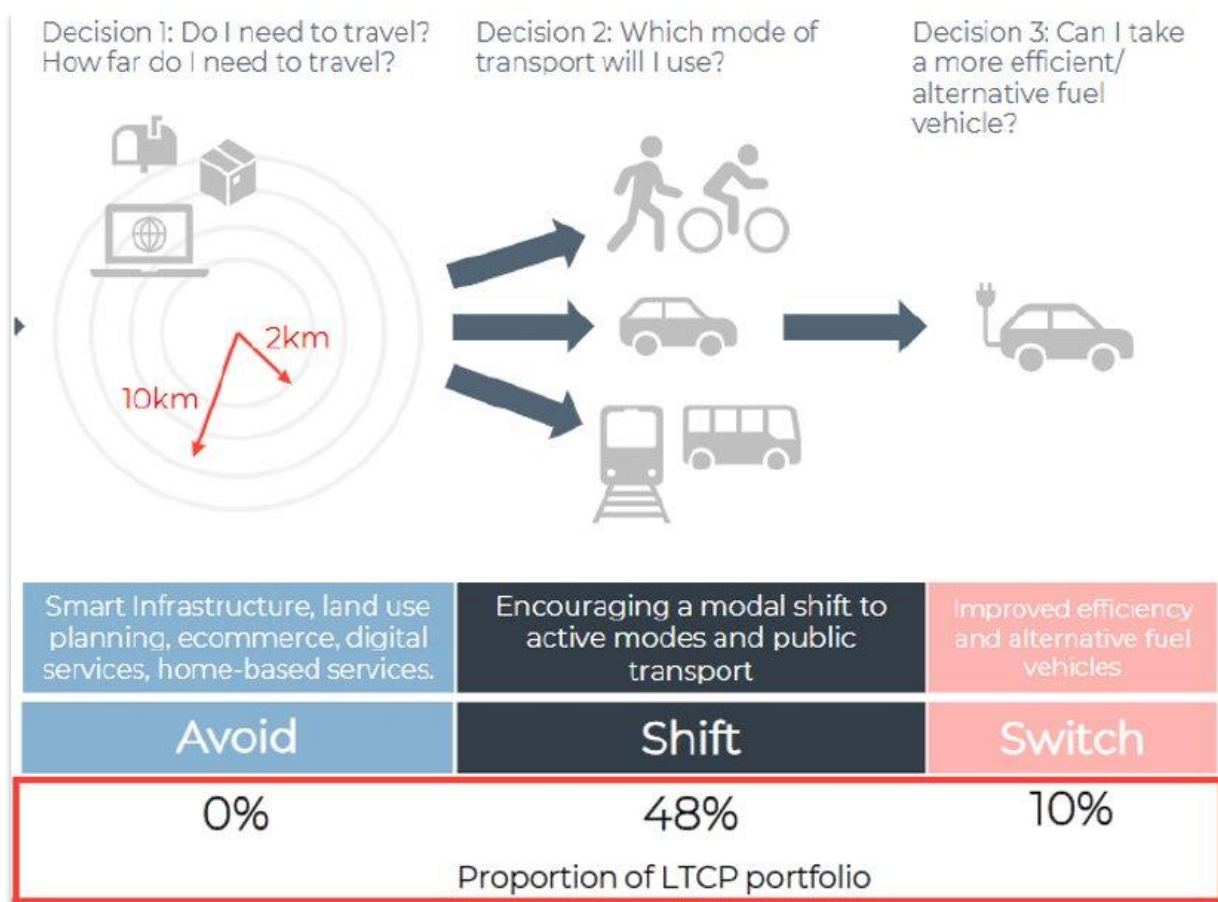 Decision 1: Do I need to travel?
How far do I need to travel?
Decision 2: Which mode of
transport will I use?
Decision 3: Can I take
a more efficient/
alternative fuel
vehicle?
2km
10km
Smart Infrastructure, land use
planning, ecommerce, digital
services, home-based services.
Encouraging a modal shift to
active modes and public
transport
Improved efficiency
and alternative fuel
vehicles
Avoid
Shift
Switch
0%
48%
10%
Proportion of LTCP portfolio